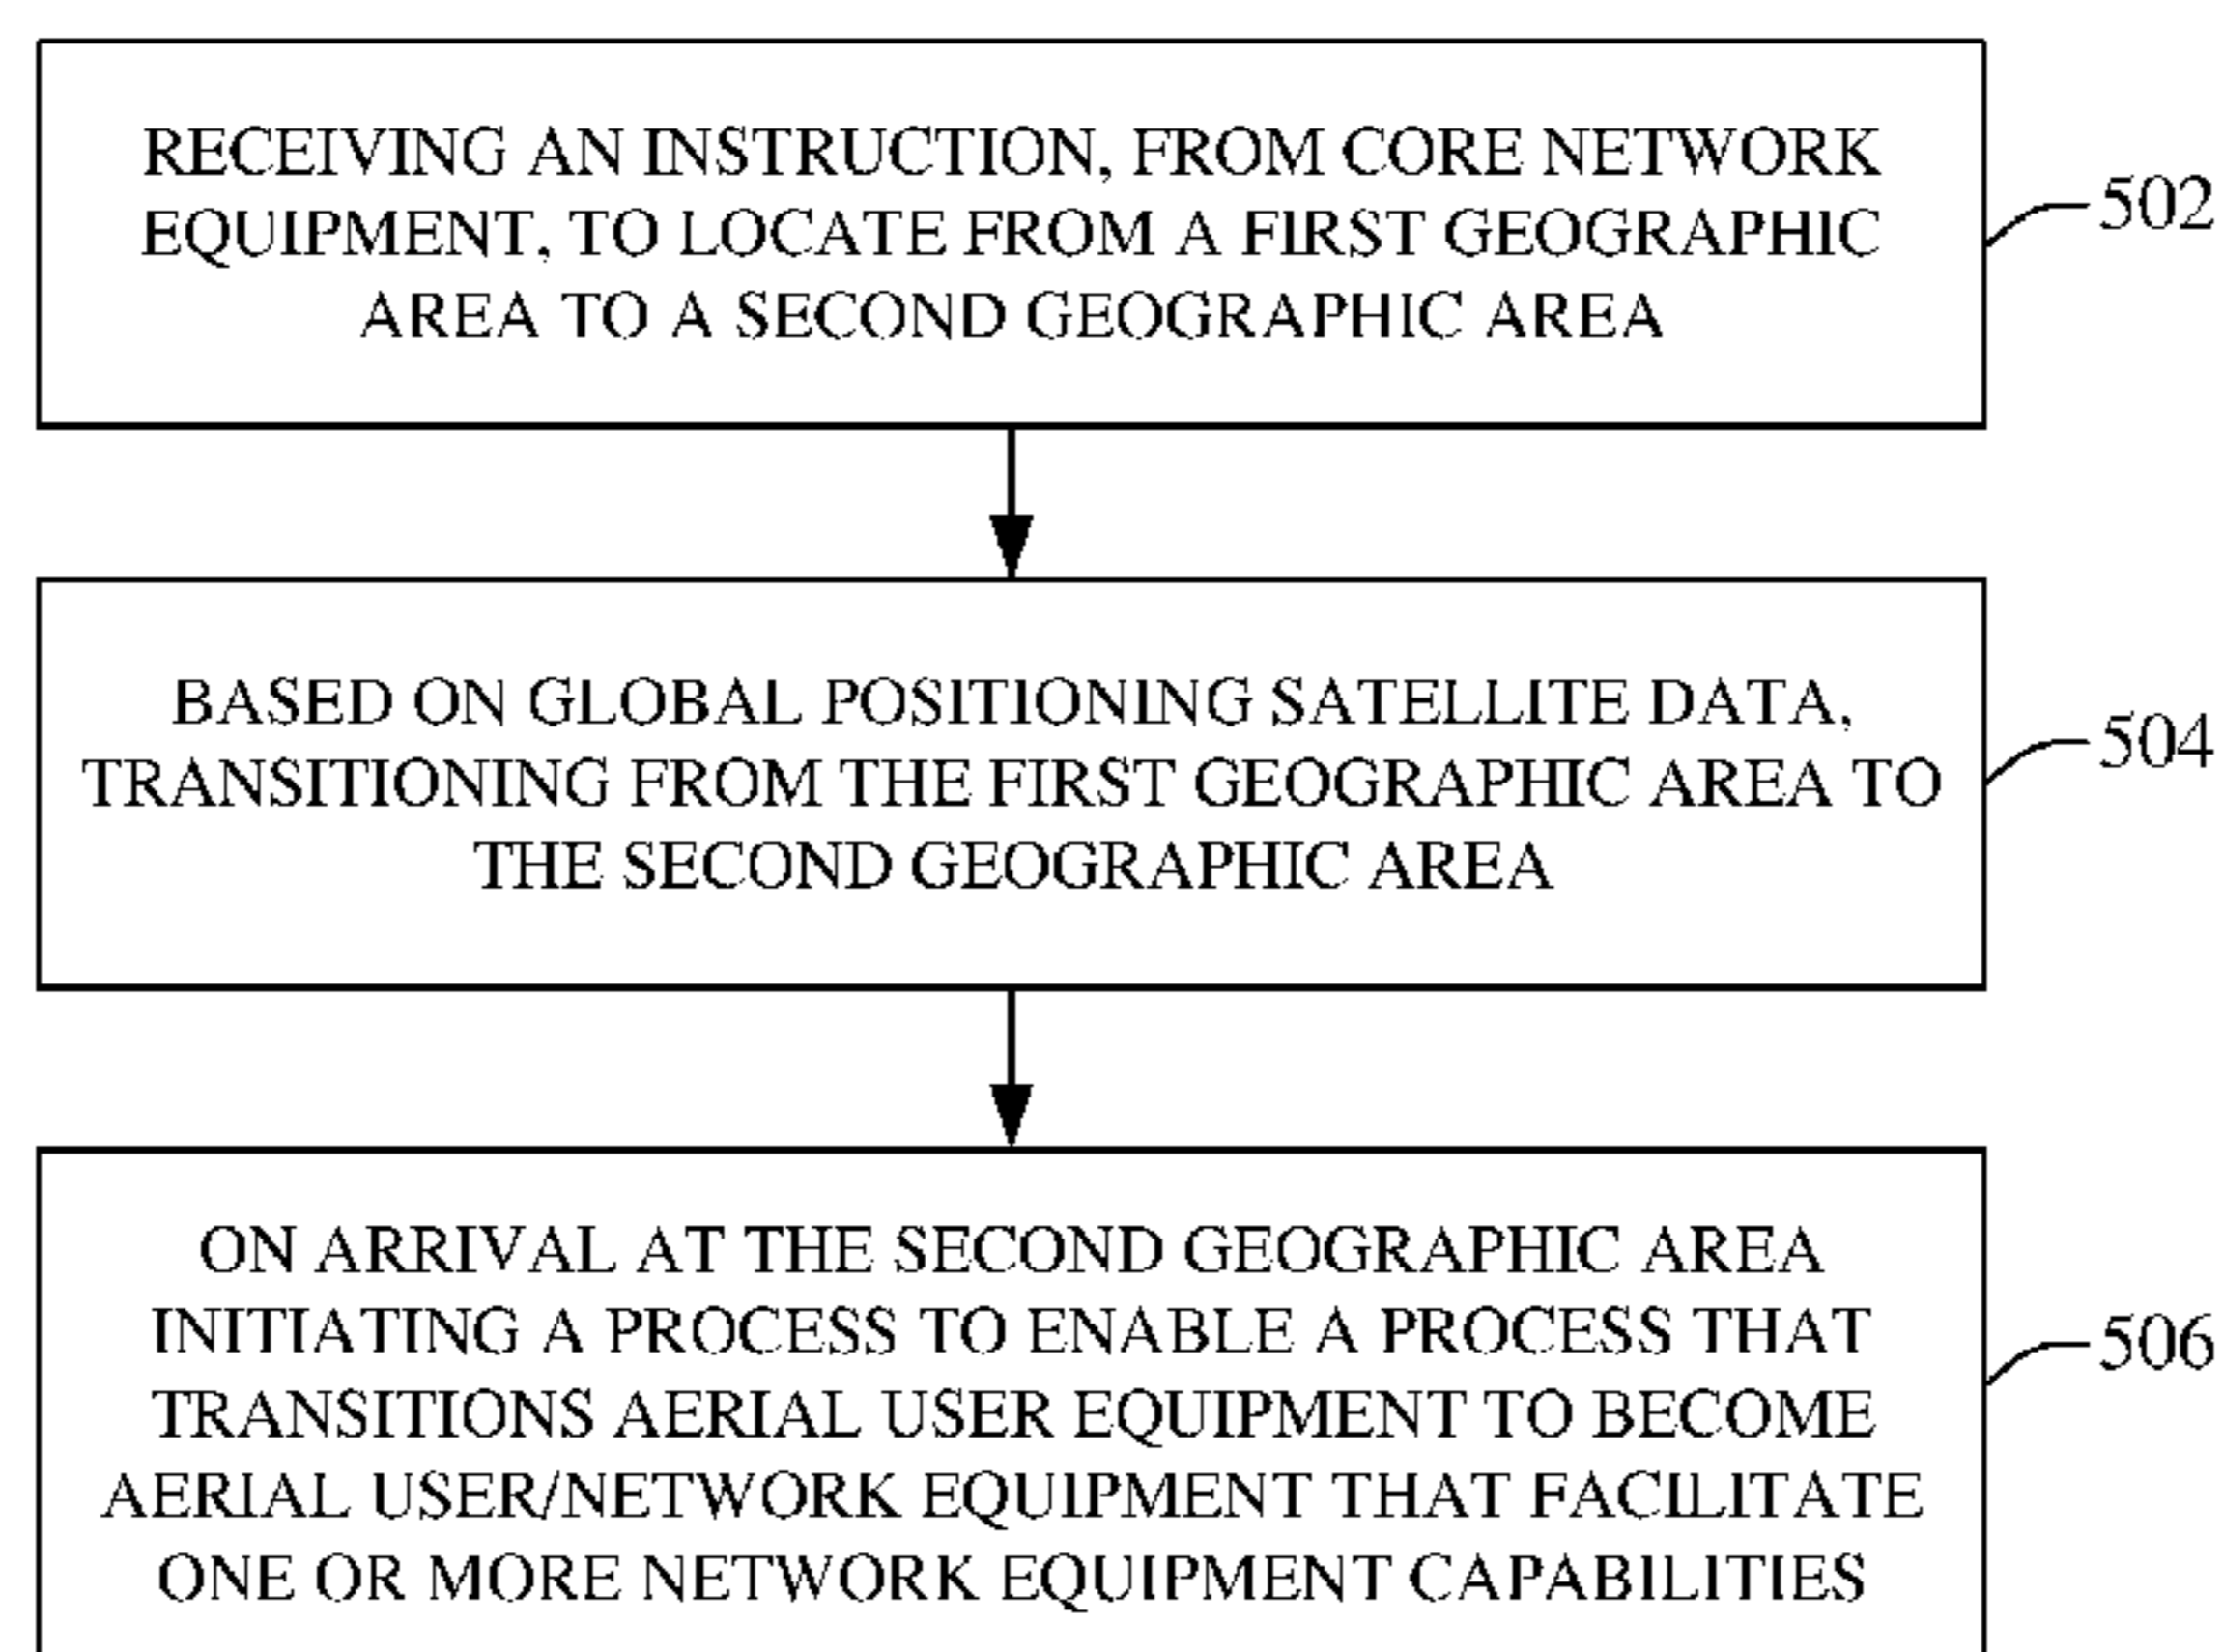 RECEIVING AN INSTRUCTION, FROM CORE NETWORK
EQUIPMENT, TO LOCATE FROM A FIRST GEOGRAPHIC
AREA TO A SECOND GEOGRAPHIC AREA
502
BASED ON GLOBAL POSITIONING SATELLITE DATA,
TRANSITIONING FROM THE FIRST GEOGRAPHIC AREA TO
THE SECOND GEOGRAPHIC AREA
504
ON ARRIVAL AT THE SECOND GEOGRAPHIC AREA
INITIATING A PROCESS TO ENABLE A PROCESS THAT
TRANSITIONS AERIAL USER EQUIPMENT TO BECOME
AERIAL USER/NETWORK EQUIPMENT THAT FACILITATE
ONE OR MORE NETWORK EQUIPMENT CAPABILITIES
506